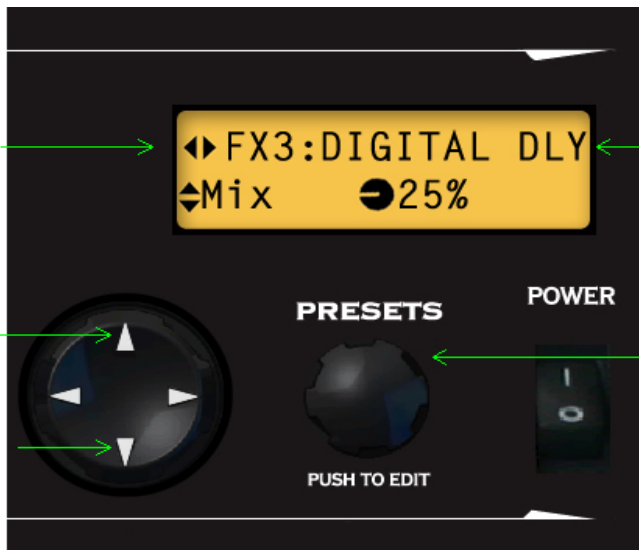 FX3:DIGITAL DLY
Mix 25%
PRESETS
POWER
PUSH TO EDIT